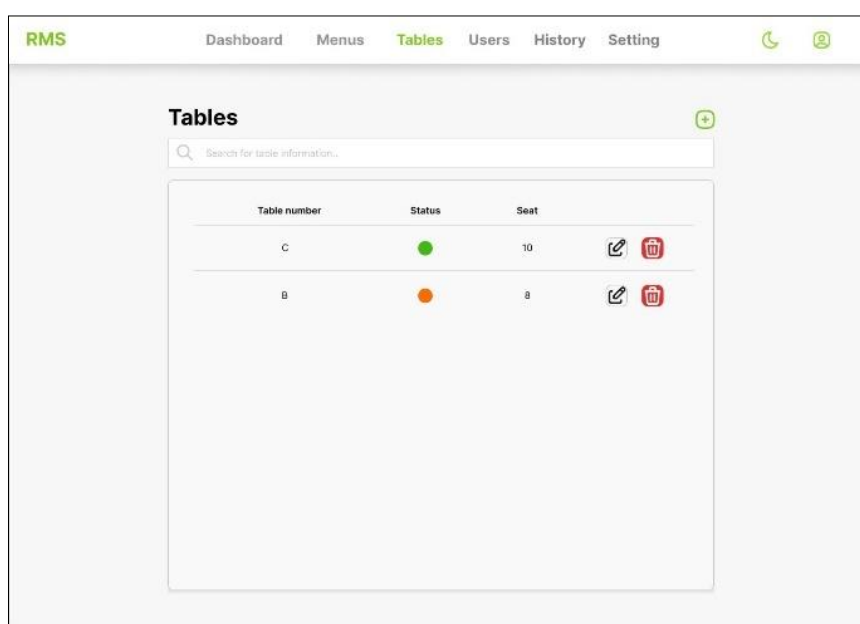 RMS Dashboard Menus Tables Users History Setting
Tables
Search for table information..
Table number Status Seat
C 10
B 8